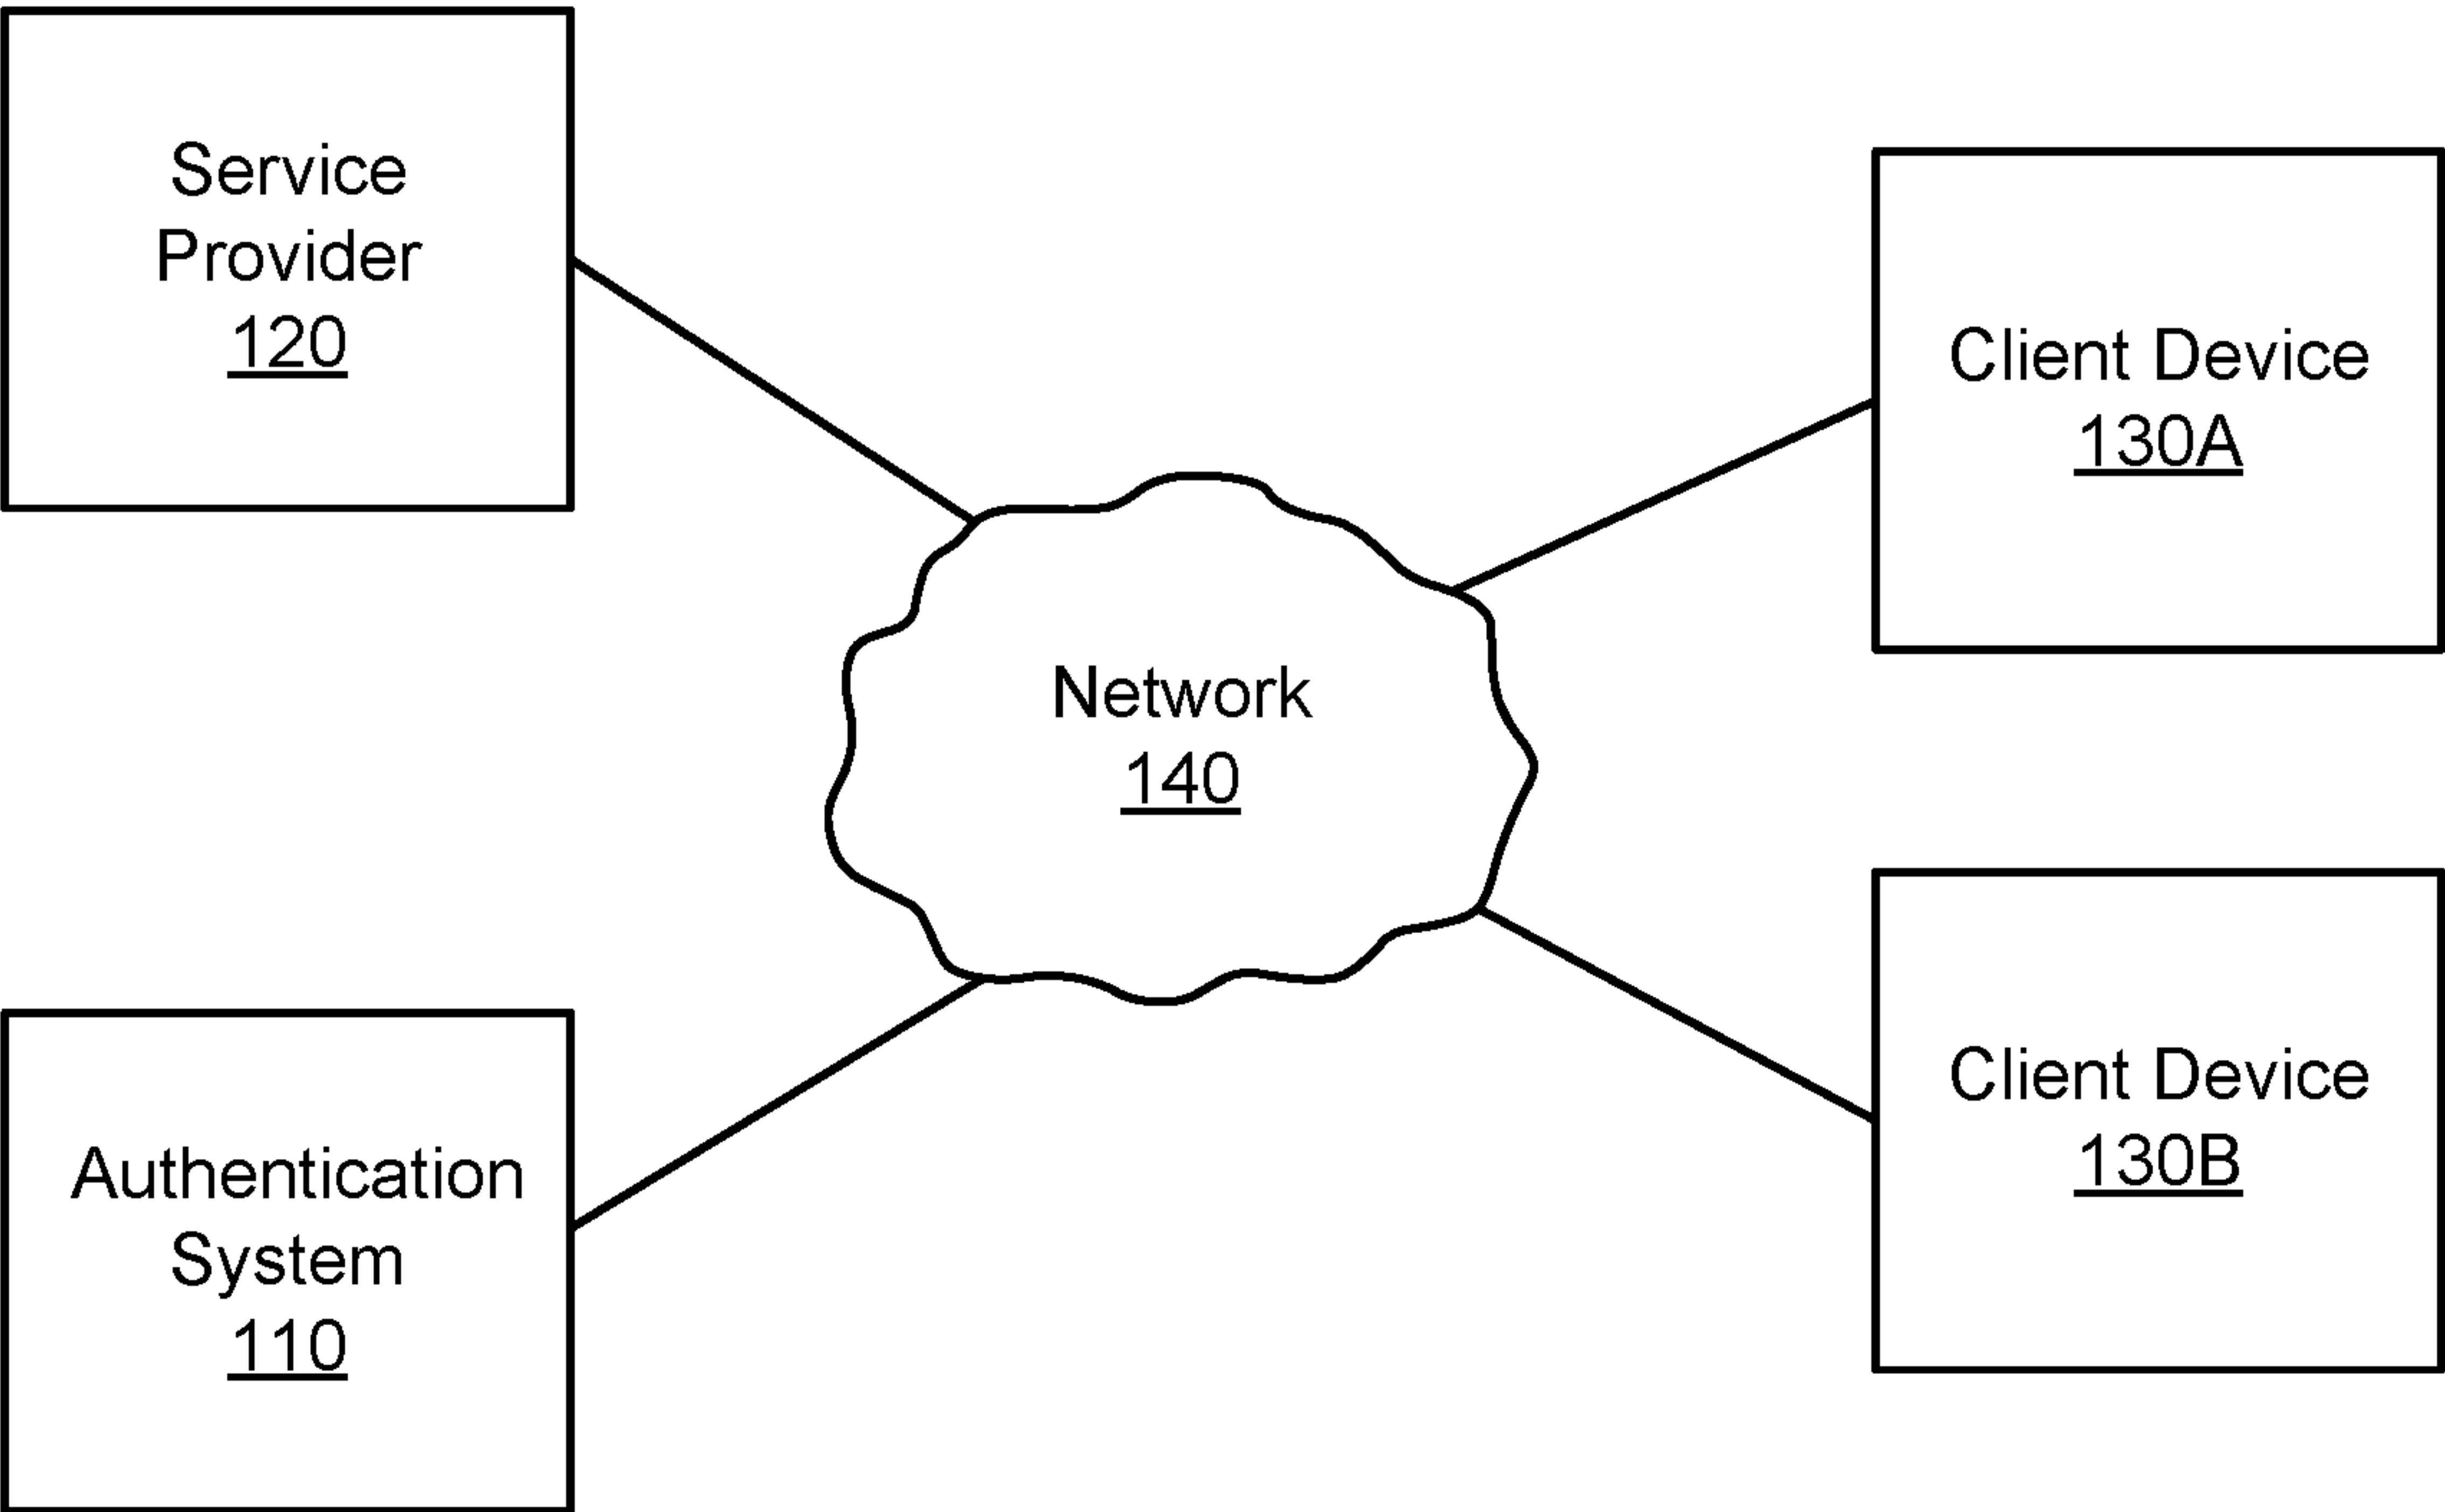 Service
Provider
120
Client Device
130A
Network
140
Client Device
130B
Authentication
System
110